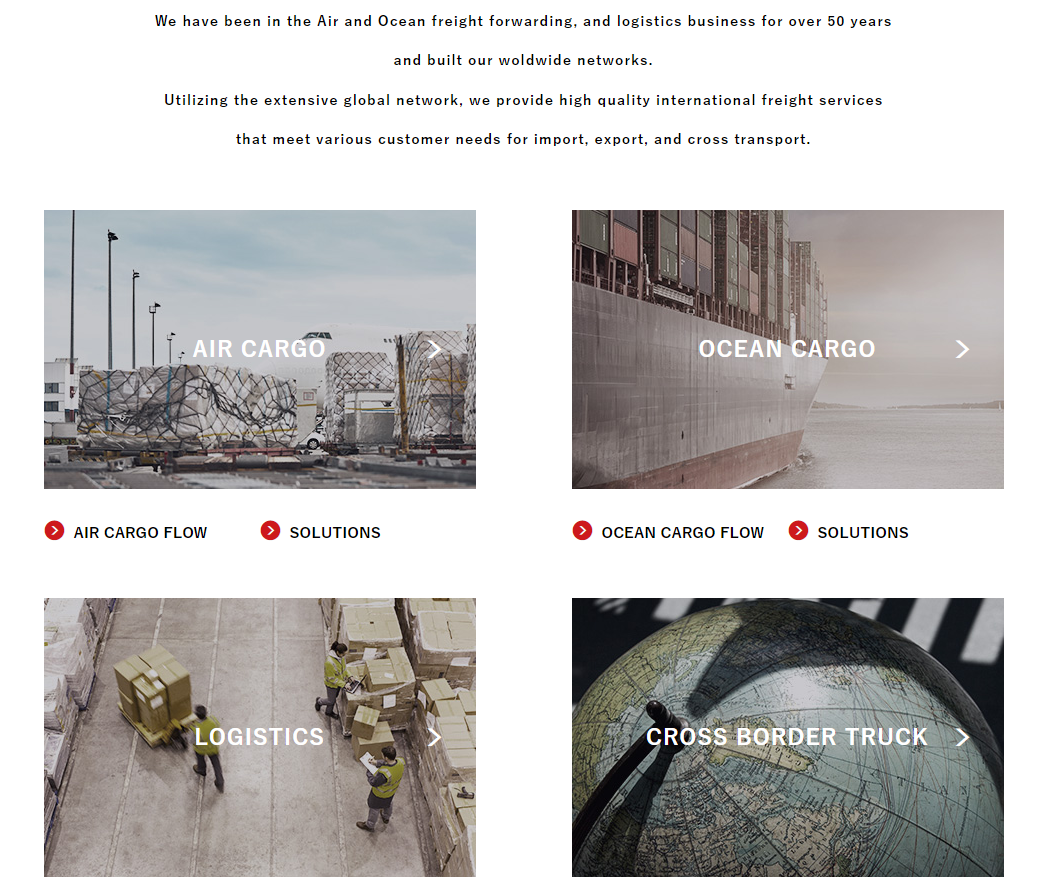 We have been in the Air and Ocean freight forwarding, and logistics business for over 50 years
and built our woldwide networks.
Utilizing the extensive global network, we provide high quality international freight services
that meet various customer needs for import, export, and cross transport.
AIR CARGO
OCEAN CARGO
AIR CARGO FLOW
SOLUTIONS
OCEAN CARGO FLOW
SOLUTIONS
LOGISTICS
CROSS BORDER TRUCK